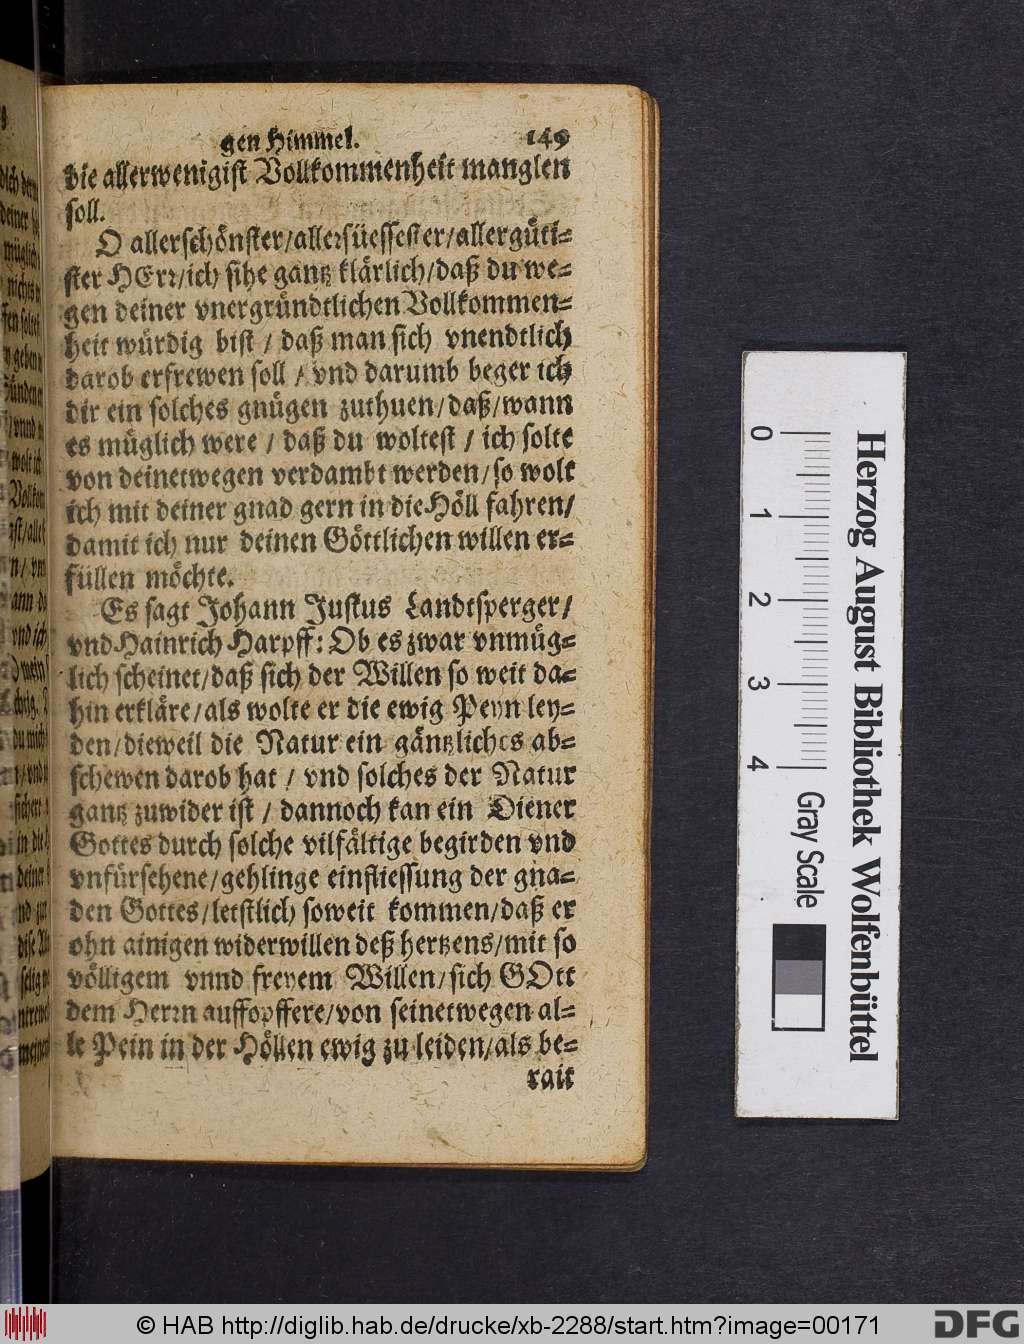 gen Himmel. 149
die allerwenigist Vollkommenheit manglen
soll.
O allerschönster/allersüessester/allergüti-
ster HErr/ich sihe gantz klärlich/daß du we-
gen deiner vnergründtlichen Vollkommen-
heit würdig bist / daß man sich vnendtlich
darob erfrewen soll / vnd darumb beger ich
dir ein solches gnügen zuthuen/daß/wann
es müglich were / daß du woltest / ich solte
von deinetwegen verdambt werden/so wolt
ich mit deiner gnad gern in die Höll fahren/
damit ich nur deinen Göttlichen willen er-
füllen möchte.
Es sagt Johann Justus Landtsperger/
vnd Hainrich Harpff: Ob es zwar vnmüg-
lich scheinet/daß sich der Willen so weit da-
hin erkläre/als wolte er die ewig Peyn ley-
den/dieweil die Natur ein gäntzliches ab-
schewen darob hat / vnd solches der Natur
gantz zuwider ist / dannoch kan ein Diener
Gottes durch solche vilfältige begirden vnd
vnfürsehene/gehlinge einfliessung der gna-
den Gottes/letstlich soweit kommen/daß er
ohn ainigen widerwillen deß hertzens/mit so
völligem vnnd freyem Willen/sich GOtt
dem Herrn auffopffere/von seinetwegen al-
le Pein in der Höllen ewig zu leiden/als be-
rait
0 1 2 3 4
Gray Scale
Herzog August Bibliothek Wolfenbüttel
© HAB http://diglib.hab.de/drucke/xb-2288/start.htm?image=00171
DFG